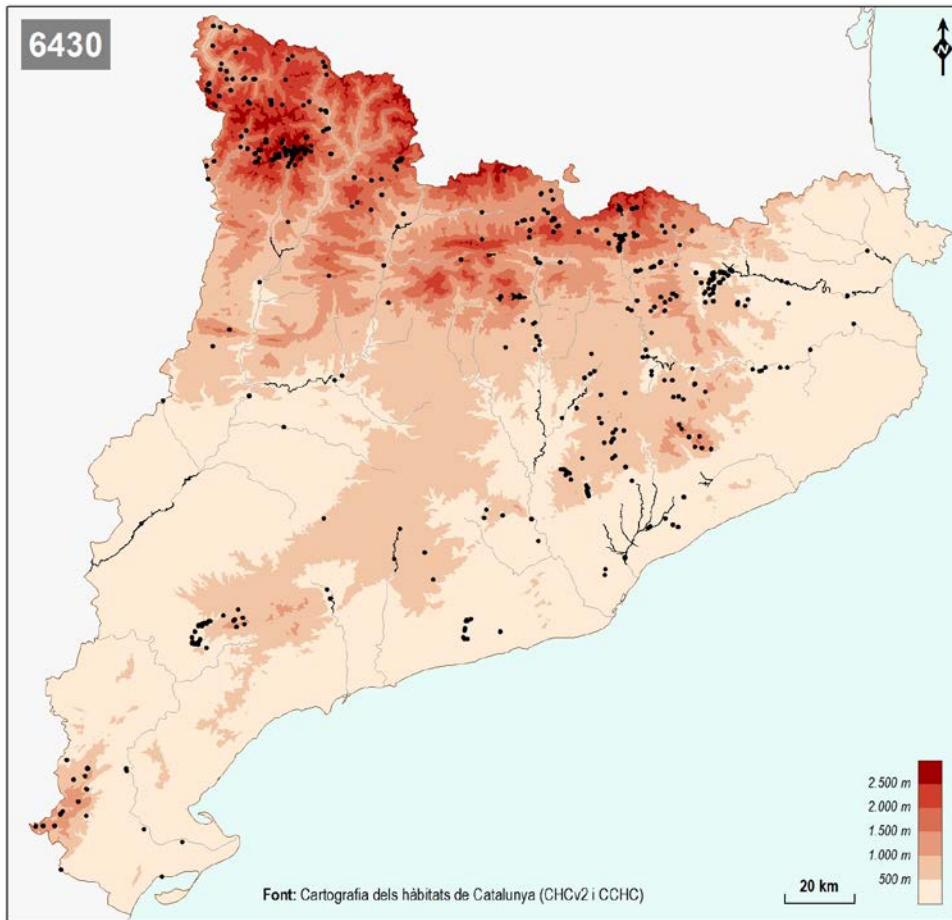 6430
N
2.500 m
2.000 m
1.500 m
1.000 m
500 m
Font: Cartografia dels hàbitats de Catalunya (CHCv2 i CCHC)
20 km